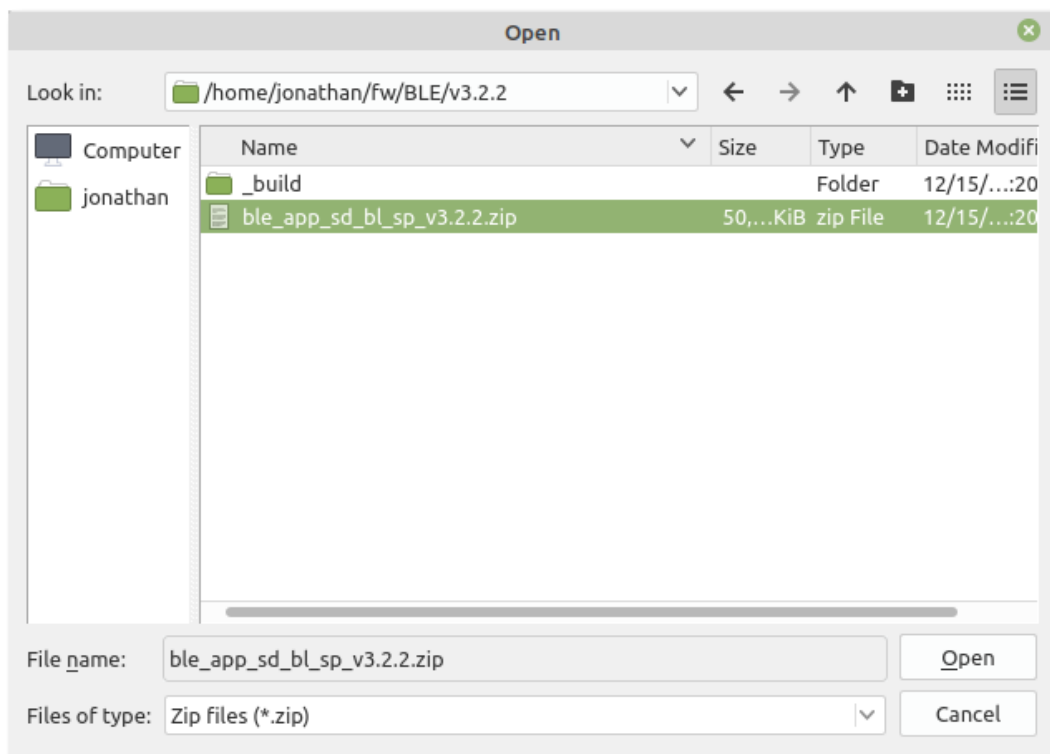 Open
Look in: /home/jonathan/fw/BLE/v3.2.2
Computer
jonathan
Name Size Type Date Modifi
_build Folder 12/15/...:20
ble_app_sd_bl_sp_v3.2.2.zip 50,...KiB zip File 12/15/...:20
File name: ble_app_sd_bl_sp_v3.2.2.zip Open
Files of type: Zip files (*.zip) Cancel